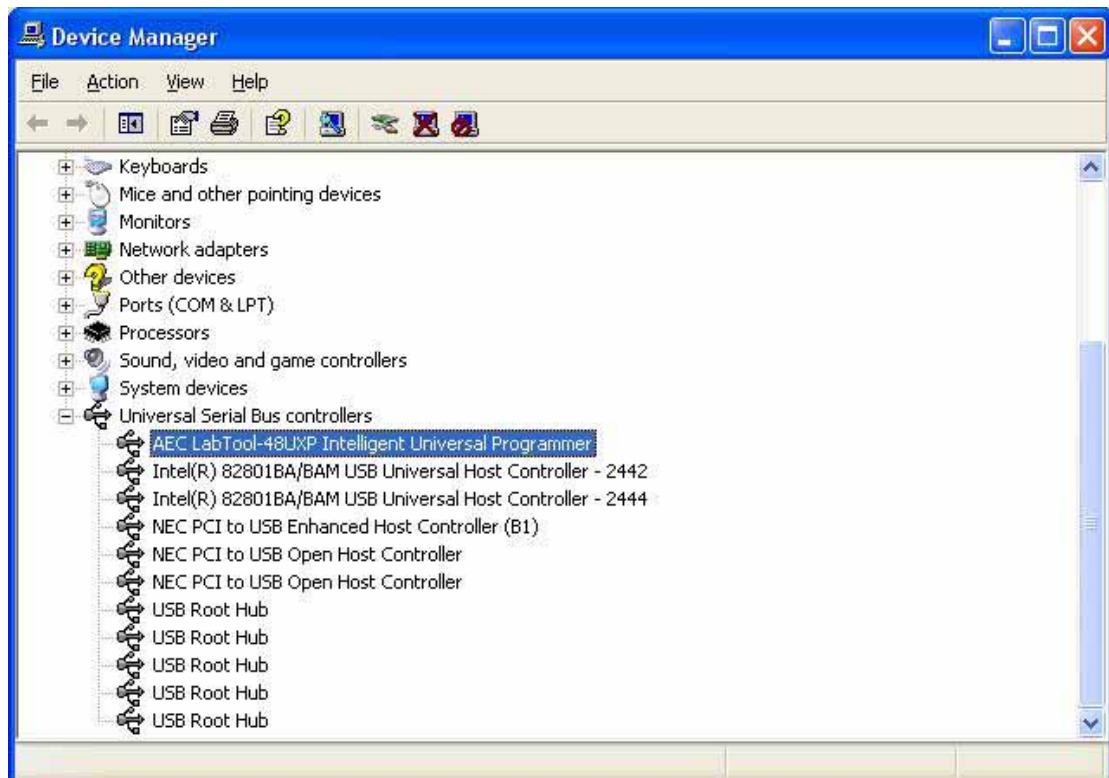 Device Manager
File Action View Help
Keyboards
Mice and other pointing devices
Monitors
Network adapters
Other devices
Ports (COM & LPT)
Processors
Sound, video and game controllers
System devices
Universal Serial Bus controllers
AEC LabTool-48UXP Intelligent Universal Programmer
Intel(R) 82801BA/BAM USB Universal Host Controller - 2442
Intel(R) 82801BA/BAM USB Universal Host Controller - 2444
NEC PCI to USB Enhanced Host Controller (B1)
NEC PCI to USB Open Host Controller
NEC PCI to USB Open Host Controller
USB Root Hub
USB Root Hub
USB Root Hub
USB Root Hub
USB Root Hub